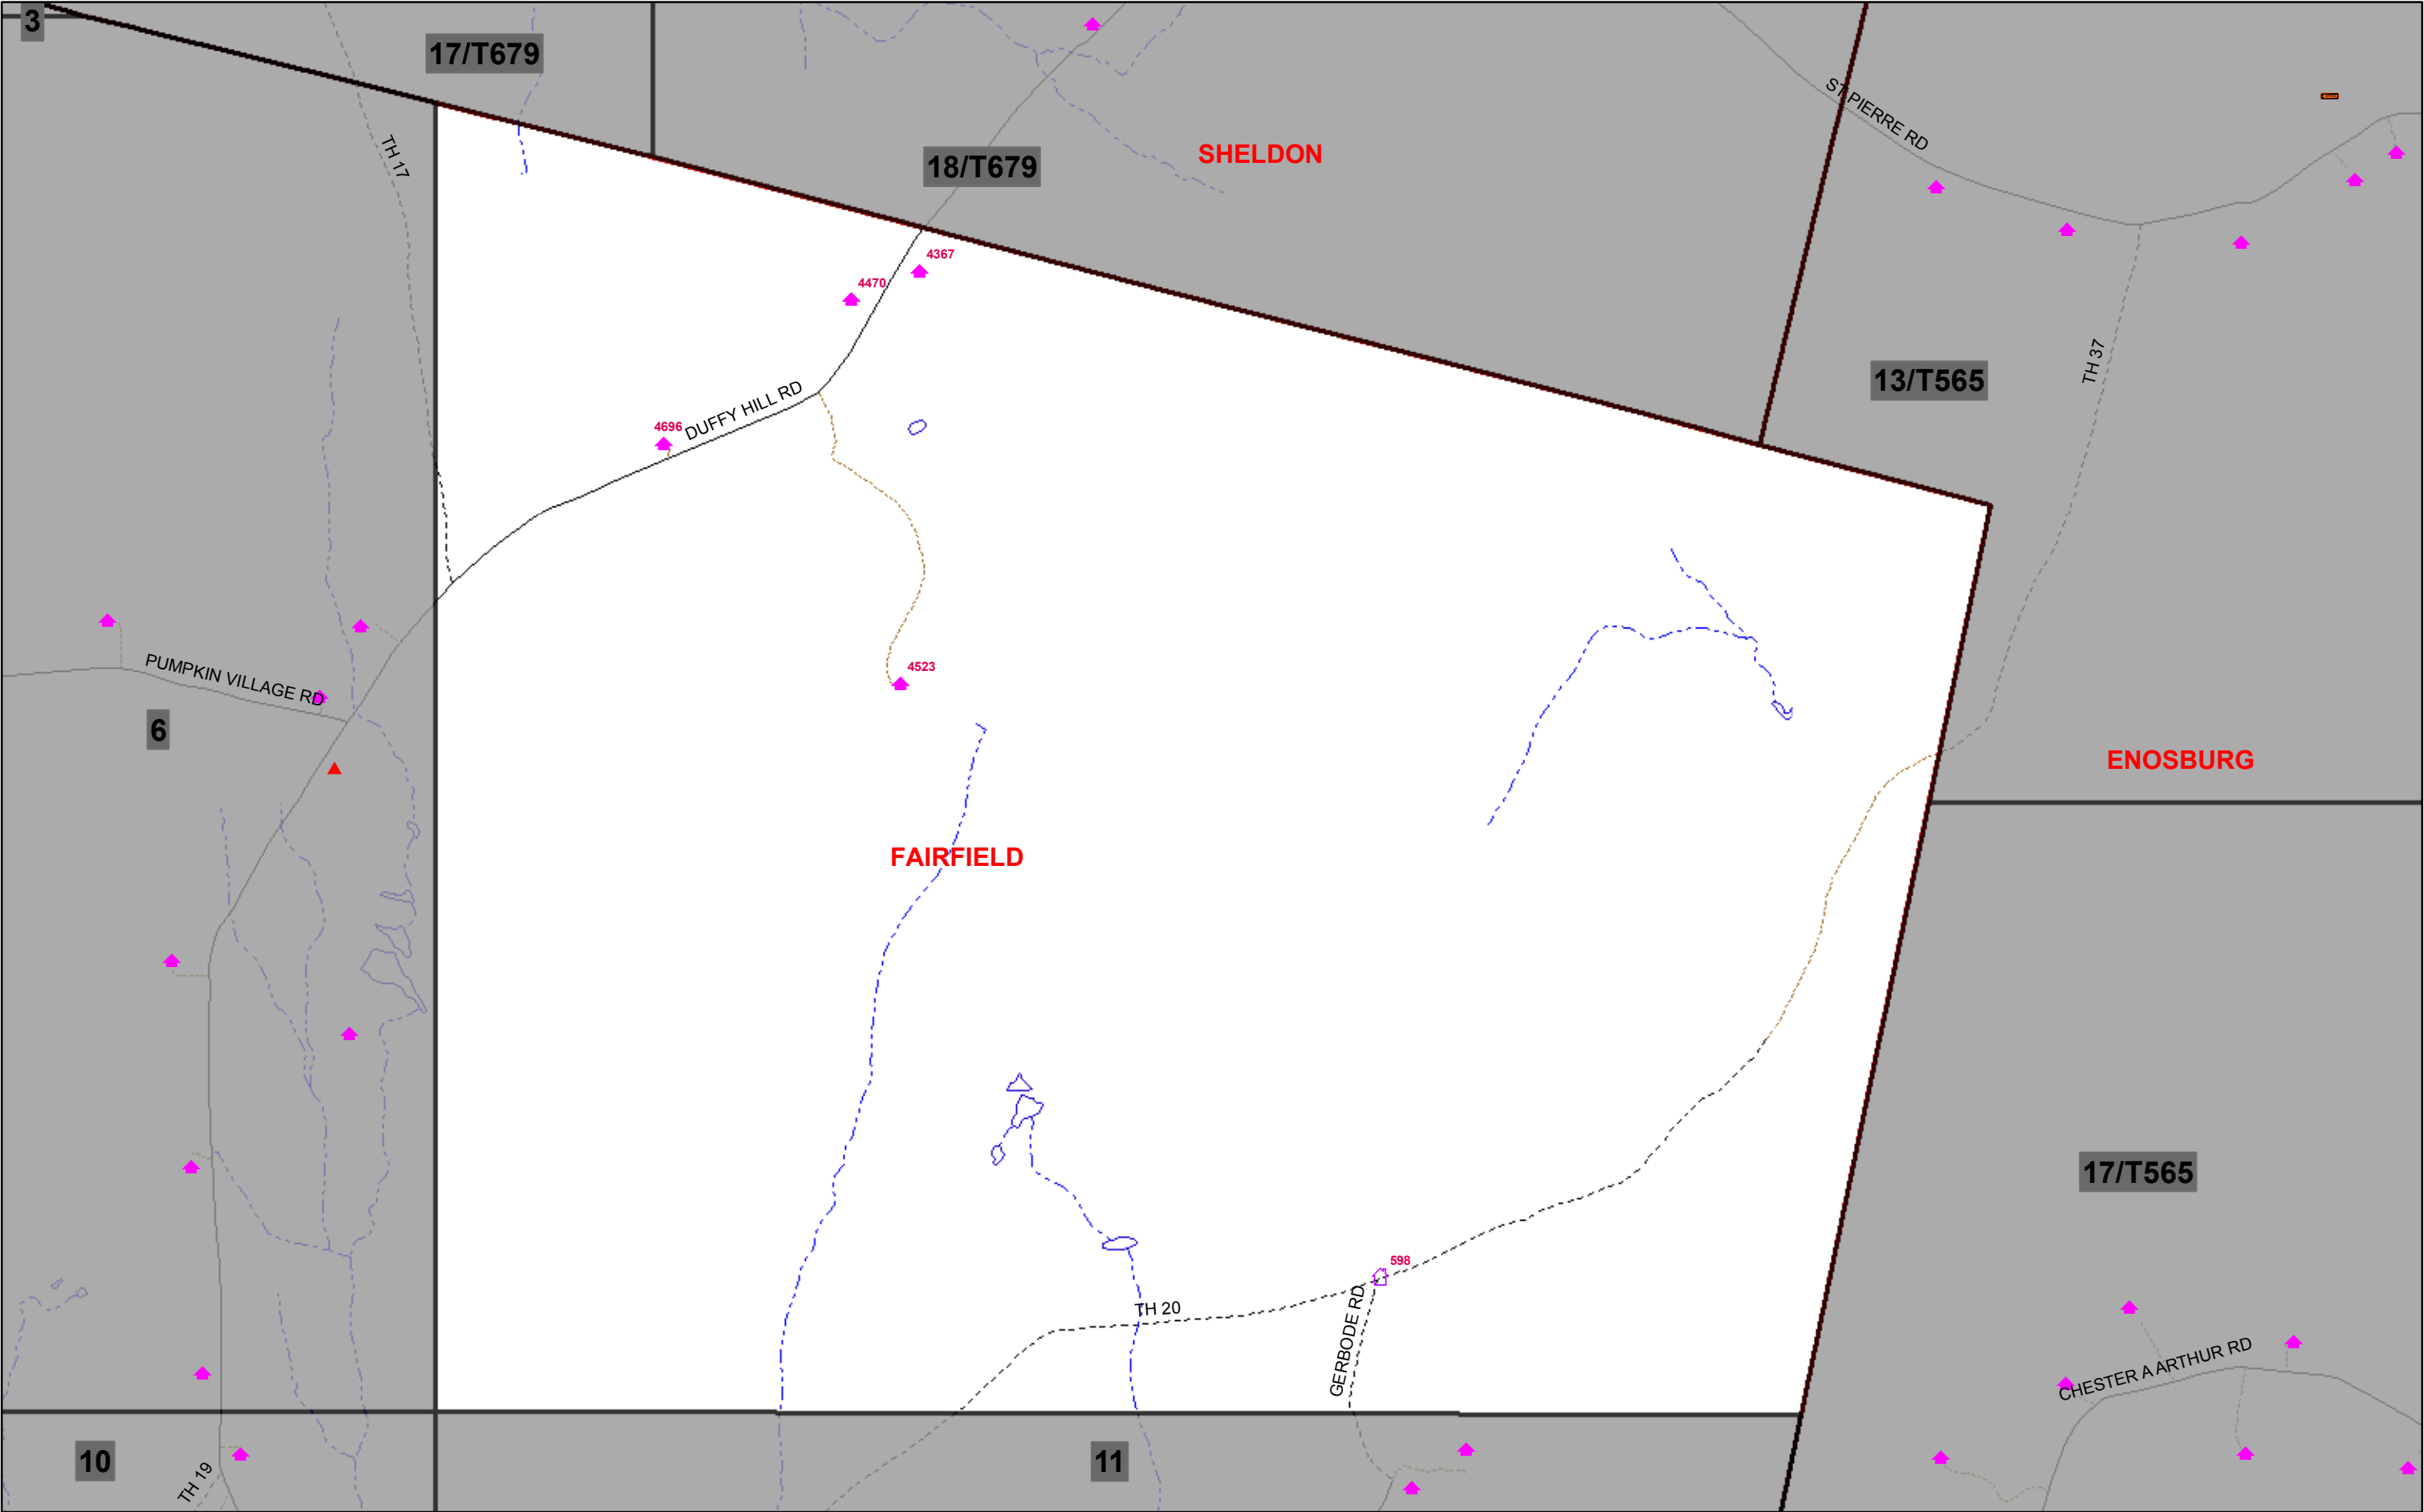 3
17/T679
ST PIERRE RD
TH 17
18/T679
SHELDON
4367
4470
TH 37
13/T565
DUFFY HILL RD
4696
PUMPKIN VILLAGE RD
4523
6
ENOSBURG
FAIRFIELD
17/T565
598
TH 20
GERBODE RD
CHESTER A ARTHUR RD
10
11
TH 19